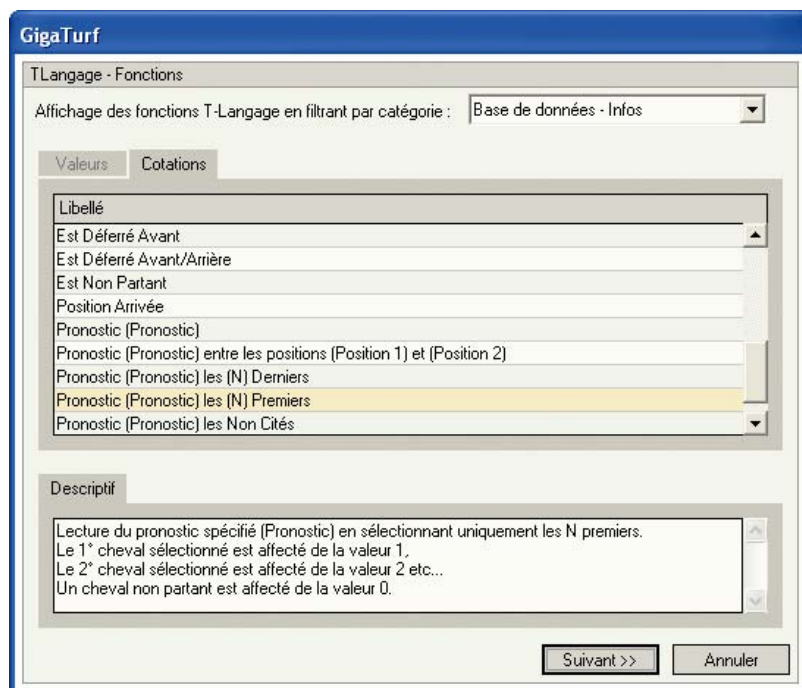 GigaTurf
TLangage - Fonctions
Affichage des fonctions T-Langage en filtrant par catégorie : Base de données - Infos
Valeurs Cotations
Libellé
Est Déferré Avant
Est Déferré Avant/Arrière
Est Non Partant
Position Arrivée
Pronostic (Pronostic)
Pronostic (Pronostic) entre les positions (Position 1) et (Position 2)
Pronostic (Pronostic) les (N) Derniers
Pronostic (Pronostic) les (N) Premiers
Pronostic (Pronostic) les Non Cités
Descriptif
Lecture du pronostic spécifié (Pronostic) en sélectionnant uniquement les N premiers.
Le 1° cheval sélectionné est affecté de la valeur 1,
Le 2° cheval sélectionné est affecté de la valeur 2 etc...
Un cheval non partant est affecté de la valeur 0.
Suivant >> Annuler